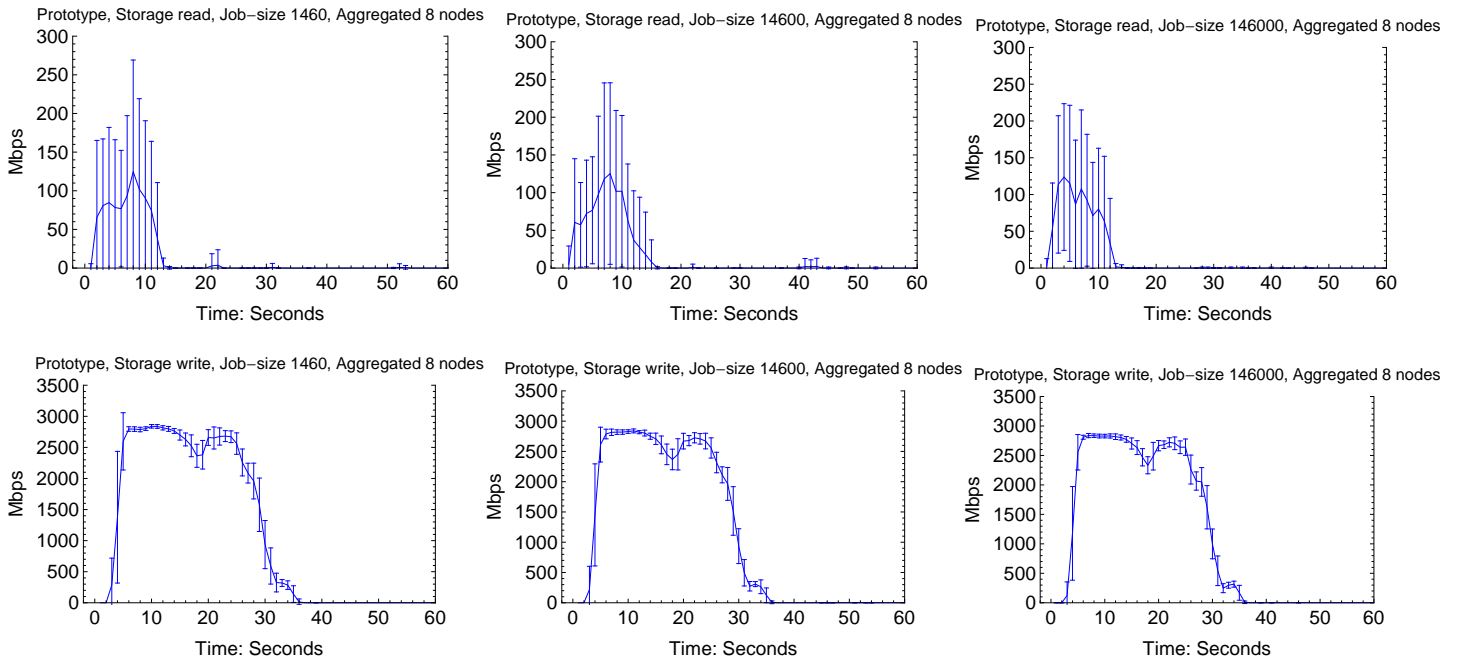 Prototype, Storage read, Job−size 1460, Aggregated 8 nodes
300
250
200
150
100
50
0
Mbps
0 10 20 30 40 50 60
Time: Seconds
Prototype, Storage read, Job−size 14600, Aggregated 8 nodes
300
250
200
150
100
50
0
Mbps
0 10 20 30 40 50 60
Time: Seconds
Prototype, Storage read, Job−size 146000, Aggregated 8 nodes
300
250
200
150
100
50
0
Mbps
0 10 20 30 40 50 60
Time: Seconds
Prototype, Storage write, Job−size 1460, Aggregated 8 nodes
3500
3000
2500
2000
1500
1000
500
0
Mbps
0 10 20 30 40 50 60
Time: Seconds
Prototype, Storage write, Job−size 14600, Aggregated 8 nodes
3500
3000
2500
2000
1500
1000
500
0
Mbps
0 10 20 30 40 50 60
Time: Seconds
Prototype, Storage write, Job−size 146000, Aggregated 8 nodes
3500
3000
2500
2000
1500
1000
500
0
Mbps
0 10 20 30 40 50 60
Time: Seconds